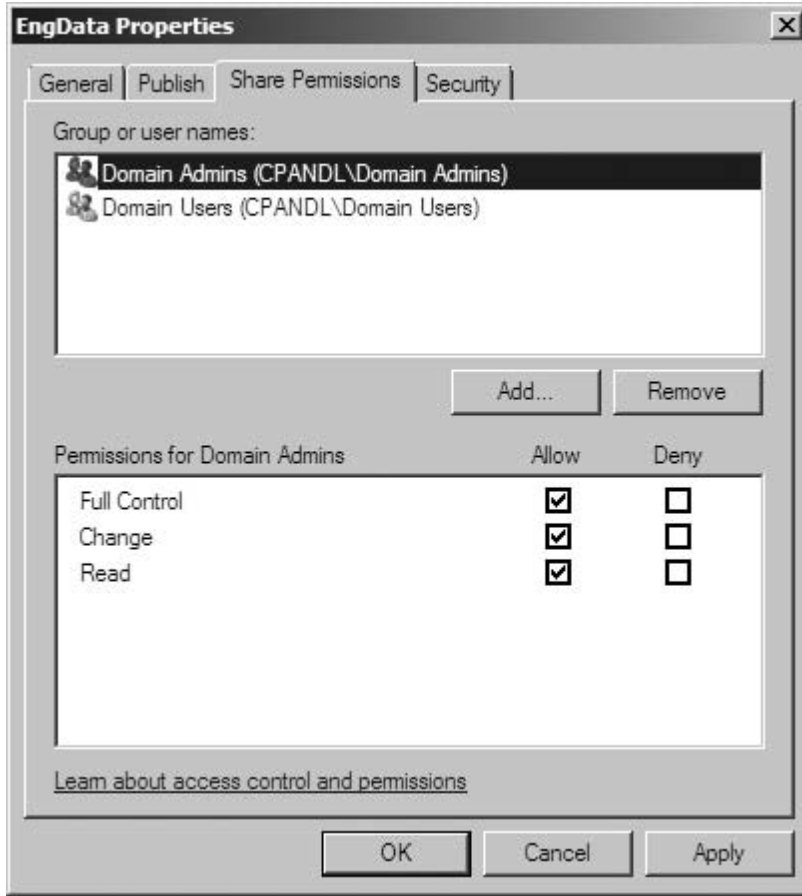 EngData Properties
General Publish Share Permissions Security
Group or user names:
Domain Admins (CPANDL\Domain Admins)
Domain Users (CPANDL\Domain Users)
Add... Remove
Permissions for Domain Admins Allow Deny
Full Control
Change
Read
Learn about access control and permissions
OK Cancel Apply